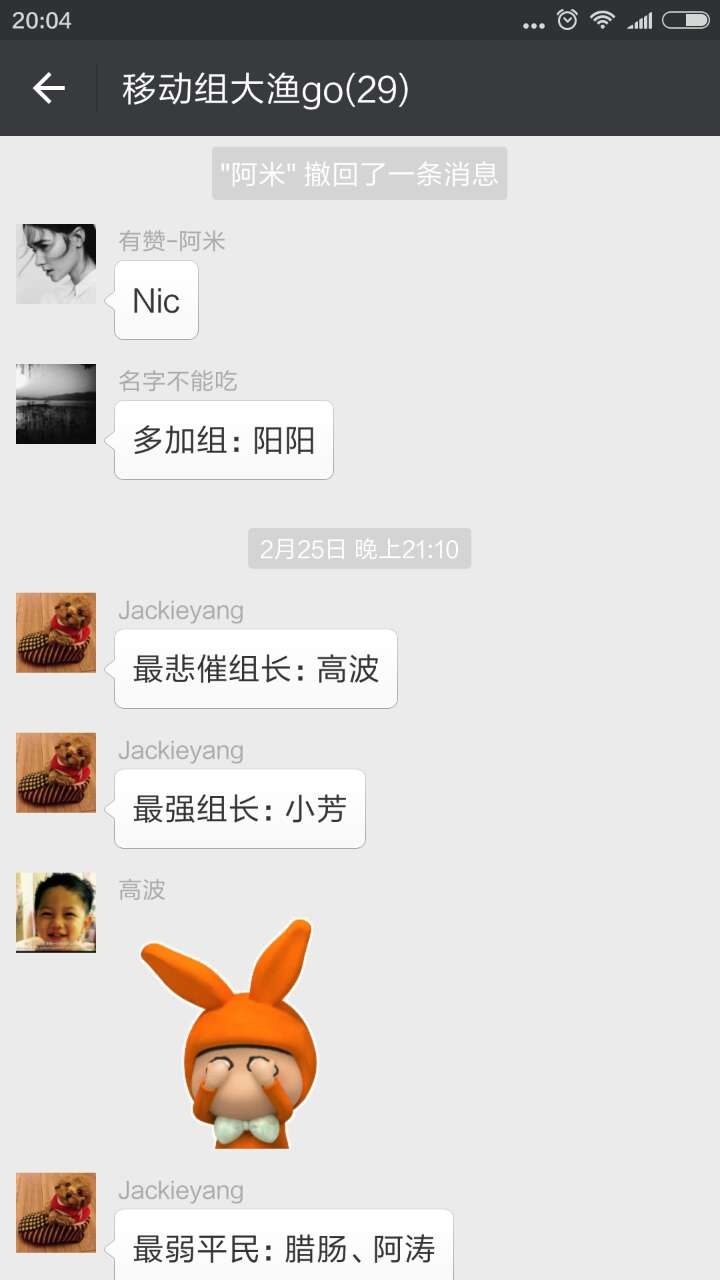 20:04
移动组大渔go(29)
"阿米" 撤回了一条消息
有赞-阿米
Nic
名字不能吃
多加组: 阳阳
2月25日 晚上21:10
Jackieyang
最悲催组长: 高波
Jackieyang
最强组长: 小芳
高波
Jackieyang
最弱平民: 腊肠、阿涛